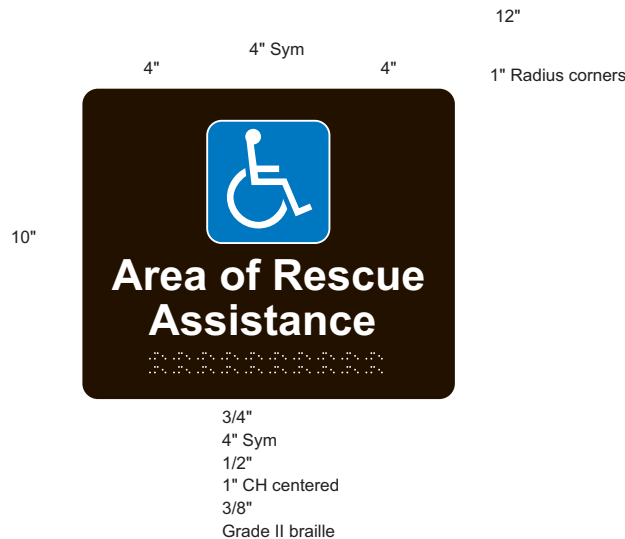 12"
4" Sym
4" 4"
1" Radius corners
10"
Area of Rescue
Assistance
3/4"
4" Sym
1/2"
1" CH centered
3/8"
Grade II braille